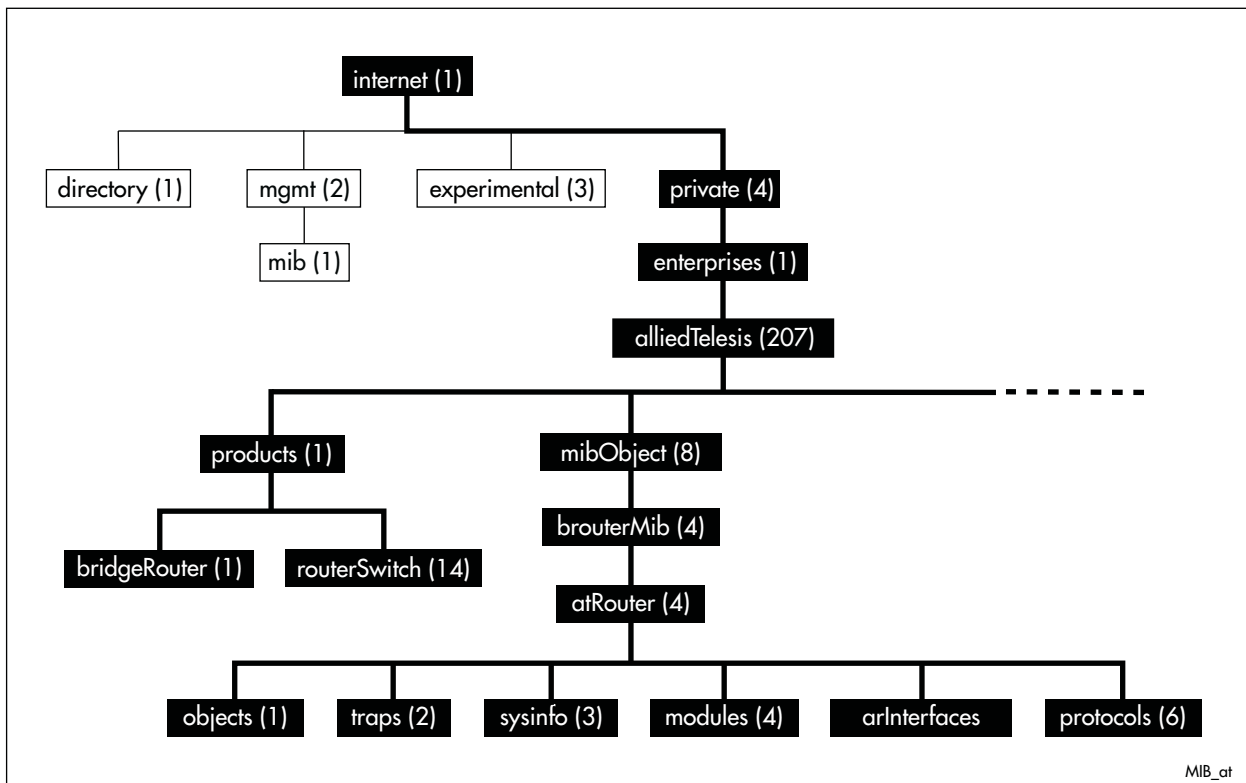 internet (1)
directory (1)
mgmt (2)
experimental (3)
private (4)
mib (1)
enterprises (1)
alliedTelesis (207)
products (1)
mibObject (8)
brouterMib (4)
bridgeRouter (1)
routerSwitch (14)
atRouter (4)
objects (1)
traps (2)
sysinfo (3)
modules (4)
arInterfaces
protocols (6)
MIB_at